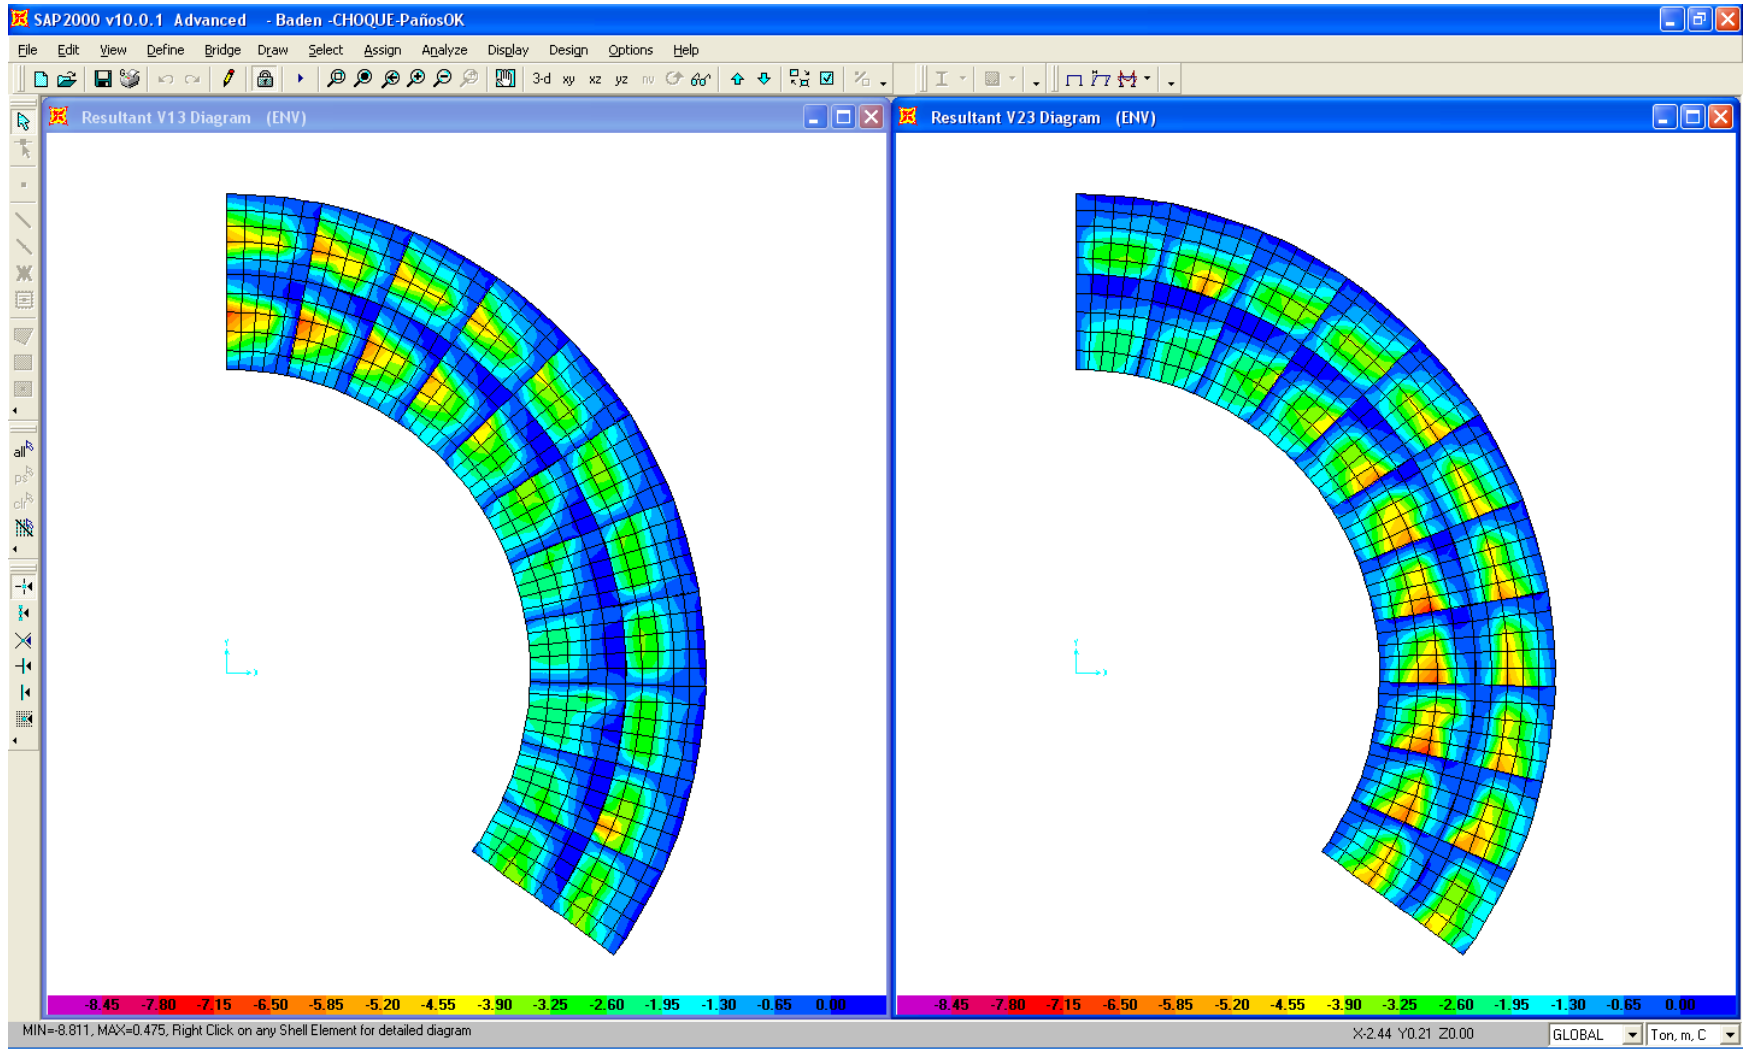 SAP2000 v10.0.1 Advanced - Baden -CHOQUE-PañosOK
File Edit View Define Bridge Draw Select Assign Analyze Display Design Options Help
3-d xy xz yz nv
Resultant V13 Diagram (ENV)
Resultant V23 Diagram (ENV)
all
ps
clr
Y
X
Y
X
-8.45 -7.80 -7.15 -6.50 -5.85 -5.20 -4.55 -3.90 -3.25 -2.60 -1.95 -1.30 -0.65 0.00
-8.45 -7.80 -7.15 -6.50 -5.85 -5.20 -4.55 -3.90 -3.25 -2.60 -1.95 -1.30 -0.65 0.00
MIN=-8.811, MAX=0.475, Right Click on any Shell Element for detailed diagram
X-2.44 Y0.21 Z0.00
GLOBAL
Ton, m, C